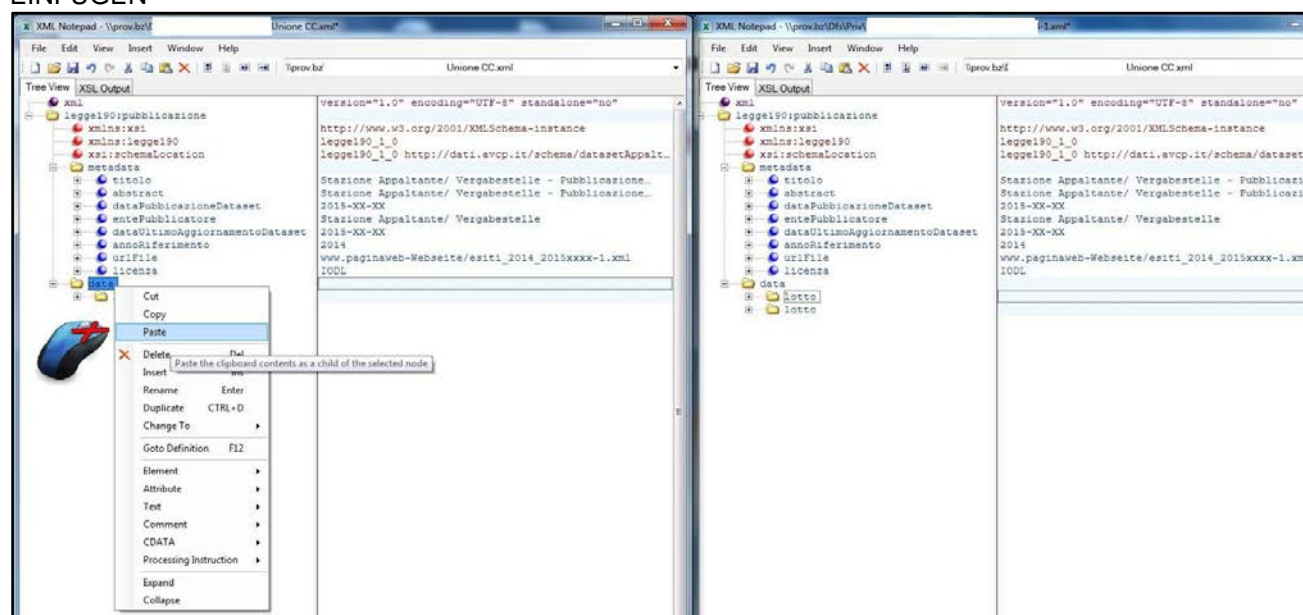 EINFÜGEN
XML Notepad - \\prov.bz\
Unione CC.xml*
File Edit View Insert Window Help
\\prov.bz\
Unione CC.xml
Tree View XSL Output
xml version="1.0" encoding="UTF-8" standalone="no"
legge190:pubblicazione
xmlns:xsi http://www.w3.org/2001/XMLSchema-instance
xmlns:legge190 legge190_1_0
xsi:schemaLocation legge190_1_0 http://dati.avcp.it/schema/datasetAppalt...
metadata
titolo Stazione Appaltante/ Vergabestelle - Pubblicazione...
abstract Stazione Appaltante/ Vergabestelle - Pubblicazione...
dataPubbicazioneDataset 2015-XX-XX
entePubblicatore Stazione Appaltante/ Vergabestelle
dataUltimoAggiornamentoDataset 2015-XX-XX
annoRiferimento 2014
urlFile www.paginaweb-Webseite/esiti_2014_2015xxxx-1.xml
licenza IODL
data
Cut
Copy
Paste
Delete Del
Paste the clipboard contents as a child of the selected node
Insert Ins
Rename Enter
Duplicate CTRL+D
Change To
Goto Definition F12
Element
Attribute
Text
Comment
CDATA
Processing Instruction
Expand
Collapse
XML Notepad - \\prov.bz\Dfs\Priv\
-1.xml*
File Edit View Insert Window Help
\\prov.bz\
Unione CC.xml
Tree View XSL Output
xml version="1.0" encoding="UTF-8" standalone="no"
legge190:pubblicazione
xmlns:xsi http://www.w3.org/2001/XMLSchema-instance
xmlns:legge190 legge190_1_0
xsi:schemaLocation legge190_1_0 http://dati.avcp.it/schema/dataset
metadata
titolo Stazione Appaltante/ Vergabestelle - Pubblicazi
abstract Stazione Appaltante/ Vergabestelle - Pubblicazi
dataPubbicazioneDataset 2015-XX-XX
entePubblicatore Stazione Appaltante/ Vergabestelle
dataUltimoAggiornamentoDataset 2015-XX-XX
annoRiferimento 2014
urlFile www.paginaweb-Webseite/esiti_2014_2015xxxx-1.xm
licenza IODL
data
lotto
lotto